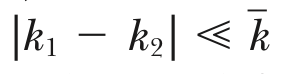 |k₁ − k₂| ≪ k̅